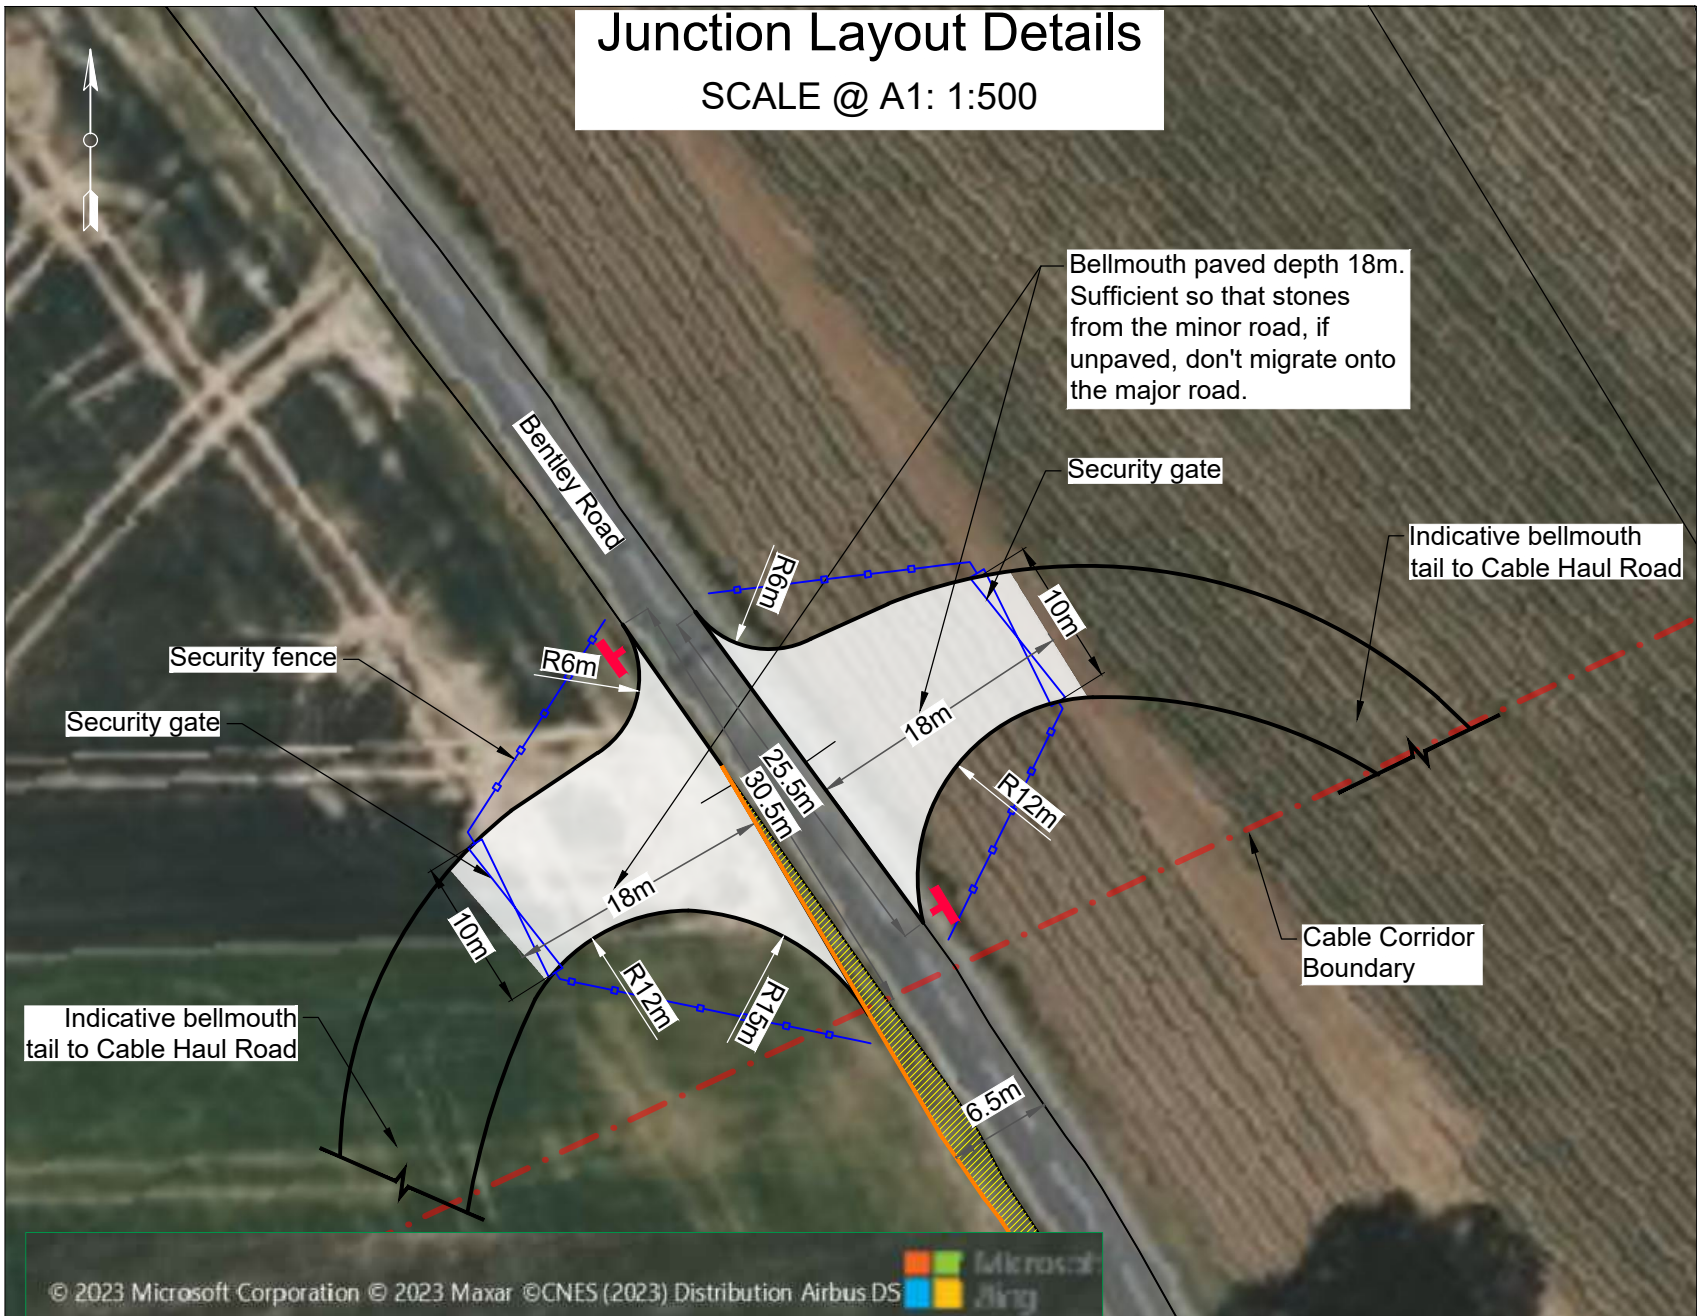 Junction Layout Details
SCALE @ A1: 1:500
Bellmouth paved depth 18m.
Sufficient so that stones
from the minor road, if
unpaved, don't migrate onto
the major road.
Bentley Road
Security gate
Indicative bellmouth
tail to Cable Haul Road
R6m
10m
Security fence
R6m
Security gate
18m
25.5m
30.5m
R12m
18m
10m
Cable Corridor
Boundary
R12m
R15m
Indicative bellmouth
tail to Cable Haul Road
6.5m
© 2023 Microsoft Corporation © 2023 Maxar ©CNES (2023) Distribution Airbus DS
Microsoft
Bing